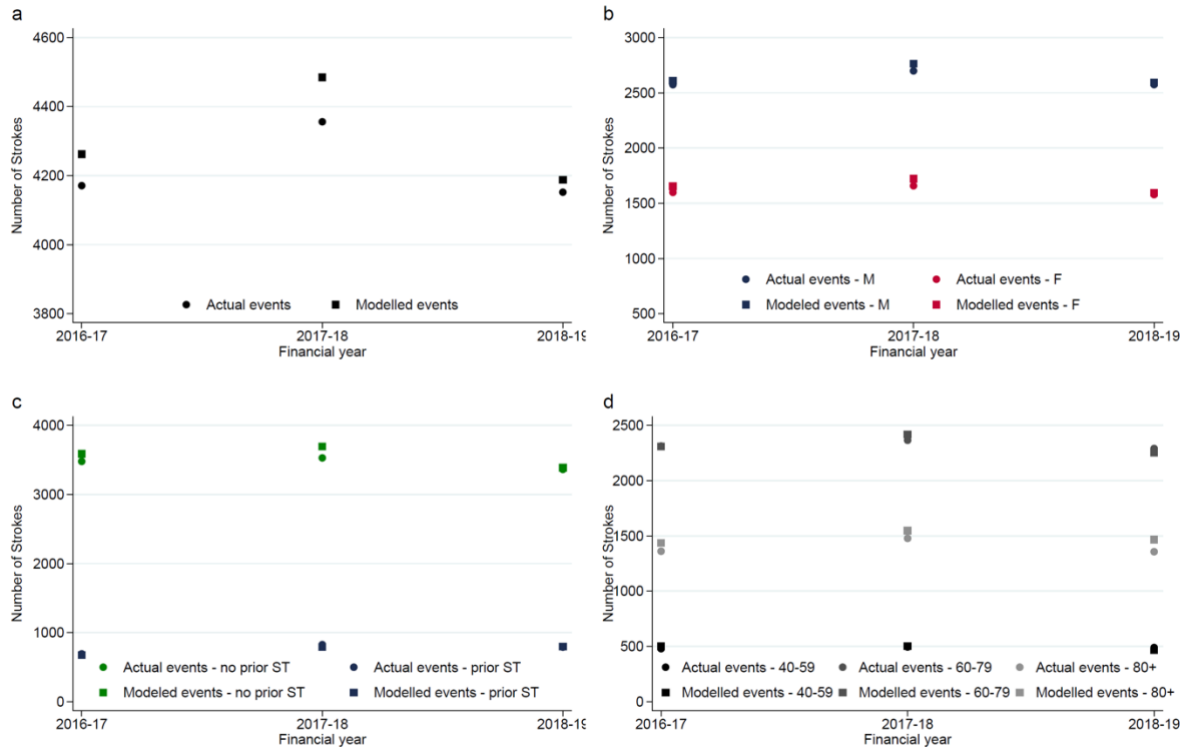 a
4600
4400
4200
4000
3800
Number of Strokes
Actual events
Modelled events
2016-17
2017-18
2018-19
Financial year
b
3000
2500
2000
1500
1000
500
Number of Strokes
Actual events - M
Actual events - F
Modeled events - M
Modelled events - F
2016-17
2017-18
2018-19
Financial year
c
4000
3000
2000
1000
0
Number of Strokes
Actual events - no prior ST
Actual events - prior ST
Modeled events - no prior ST
Modeled events - prior ST
2016-17
2017-18
2018-19
Financial year
d
2500
2000
1500
1000
500
0
Number of Strokes
Actual events - 40-59
Actual events - 60-79
Actual events - 80+
Modelled events - 40-59
Modelled events - 60-79
Modelled events - 80+
2016-17
2017-18
2018-19
Financial year